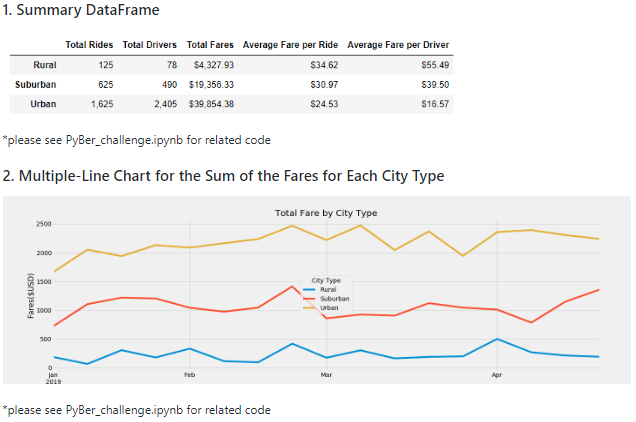 1. Summary DataFrame
Total Rides Total Drivers Total Fares Average Fare per Ride Average Fare per Driver
Rural 125 78 $4,327.93 $34.62 $55.49
Suburban 625 490 $19,356.33 $30.97 $39.50
Urban 1,625 2,405 $39,854.38 $24.53 $16.57
*please see PyBer_challenge.ipynb for related code
2. Multiple-Line Chart for the Sum of the Fares for Each City Type
Total Fare by City Type
Fares($USD)
2500
2000
1500
1000
500
0
City Type
Rural
Suburban
Urban
Jan Feb Mar Apr
2019
*please see PyBer_challenge.ipynb for related code